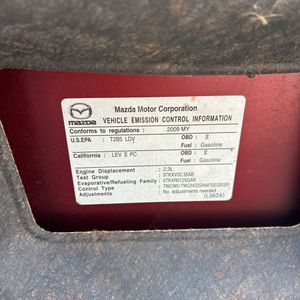 mazda
Mazda Motor Corporation
VEHICLE EMISSION CONTROL INFORMATION
Conforms to regulations : 2009 MY
U.S.EPA : T2B5 LDV OBD : II
Fuel : Gasoline
California : LEV II PC OBD : II
Fuel : Gasoline
Engine Displacement : 2.3L
Test Group :
Evaporative/Refueling Family :
Control Type :
Adjustments : No adjustments needed